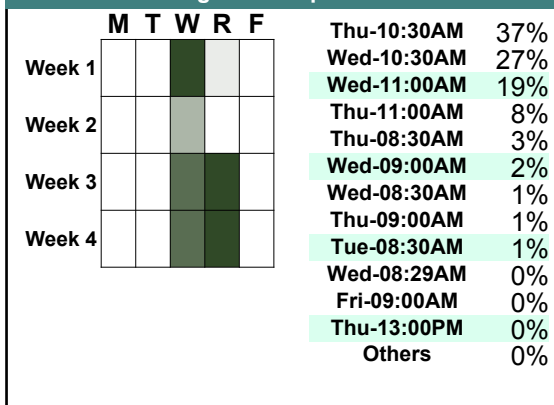 M T W R F
Week 1
Week 2
Week 3
Week 4
Thu-10:30AM 37%
Wed-10:30AM 27%
Wed-11:00AM 19%
Thu-11:00AM 8%
Thu-08:30AM 3%
Wed-09:00AM 2%
Wed-08:30AM 1%
Thu-09:00AM 1%
Tue-08:30AM 1%
Wed-08:29AM 0%
Fri-09:00AM 0%
Thu-13:00PM 0%
Others 0%